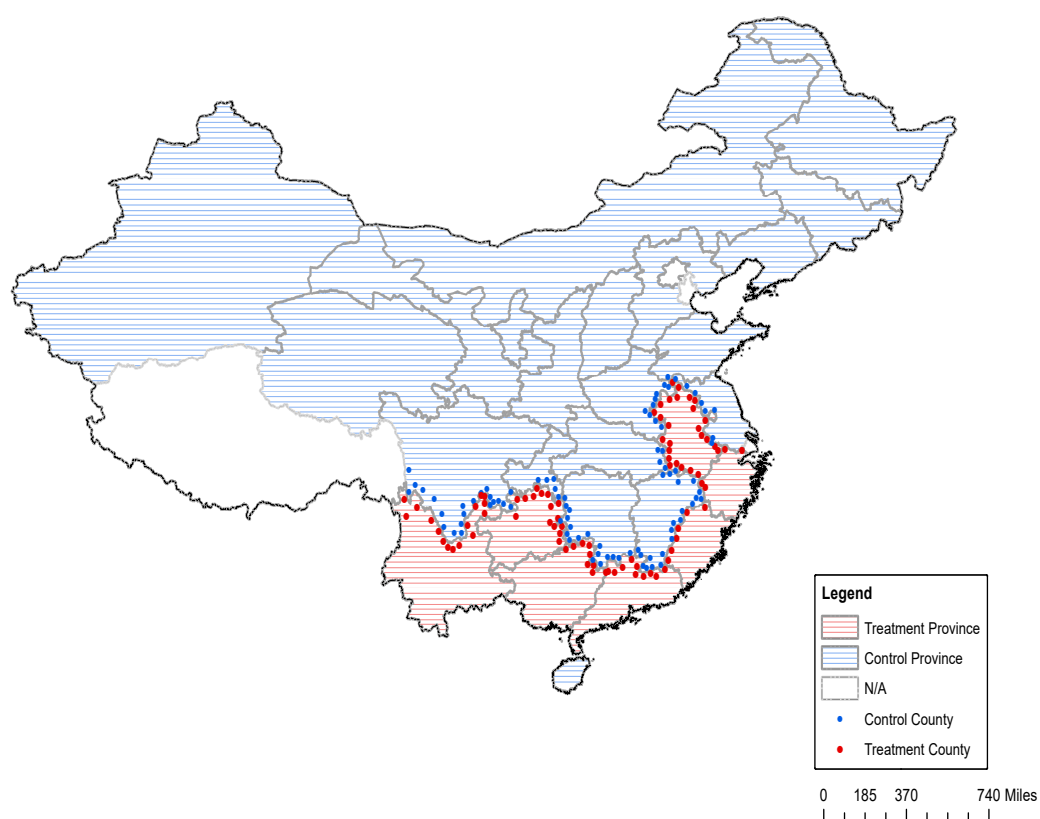 Legend
Treatment Province
Control Province
N/A
Control County
Treatment County
0 185 370 740 Miles